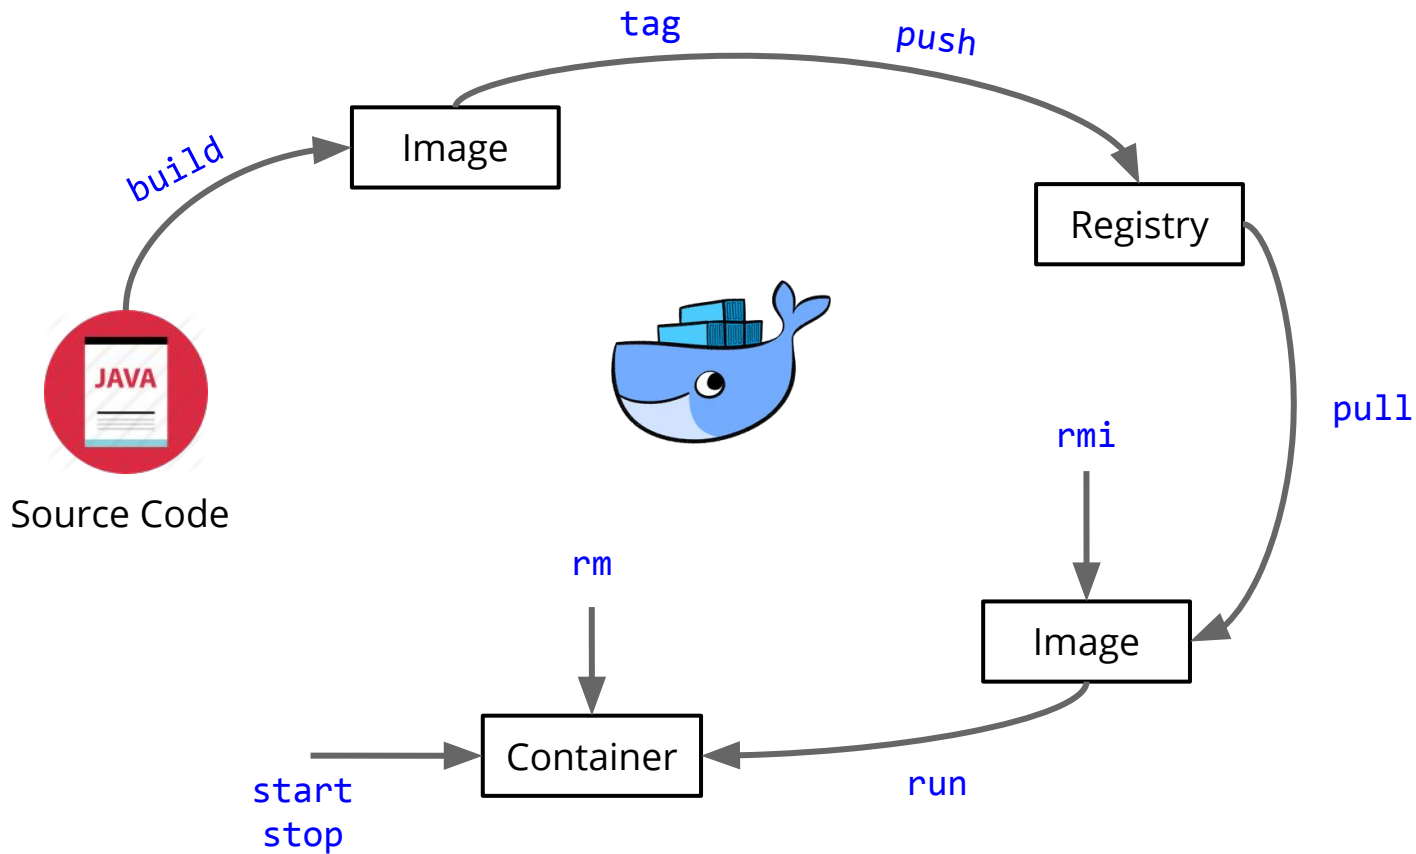 tag
push
build
Image
Registry
JAVA
Source Code
pull
rmi
rm
Image
Container
run
start
stop